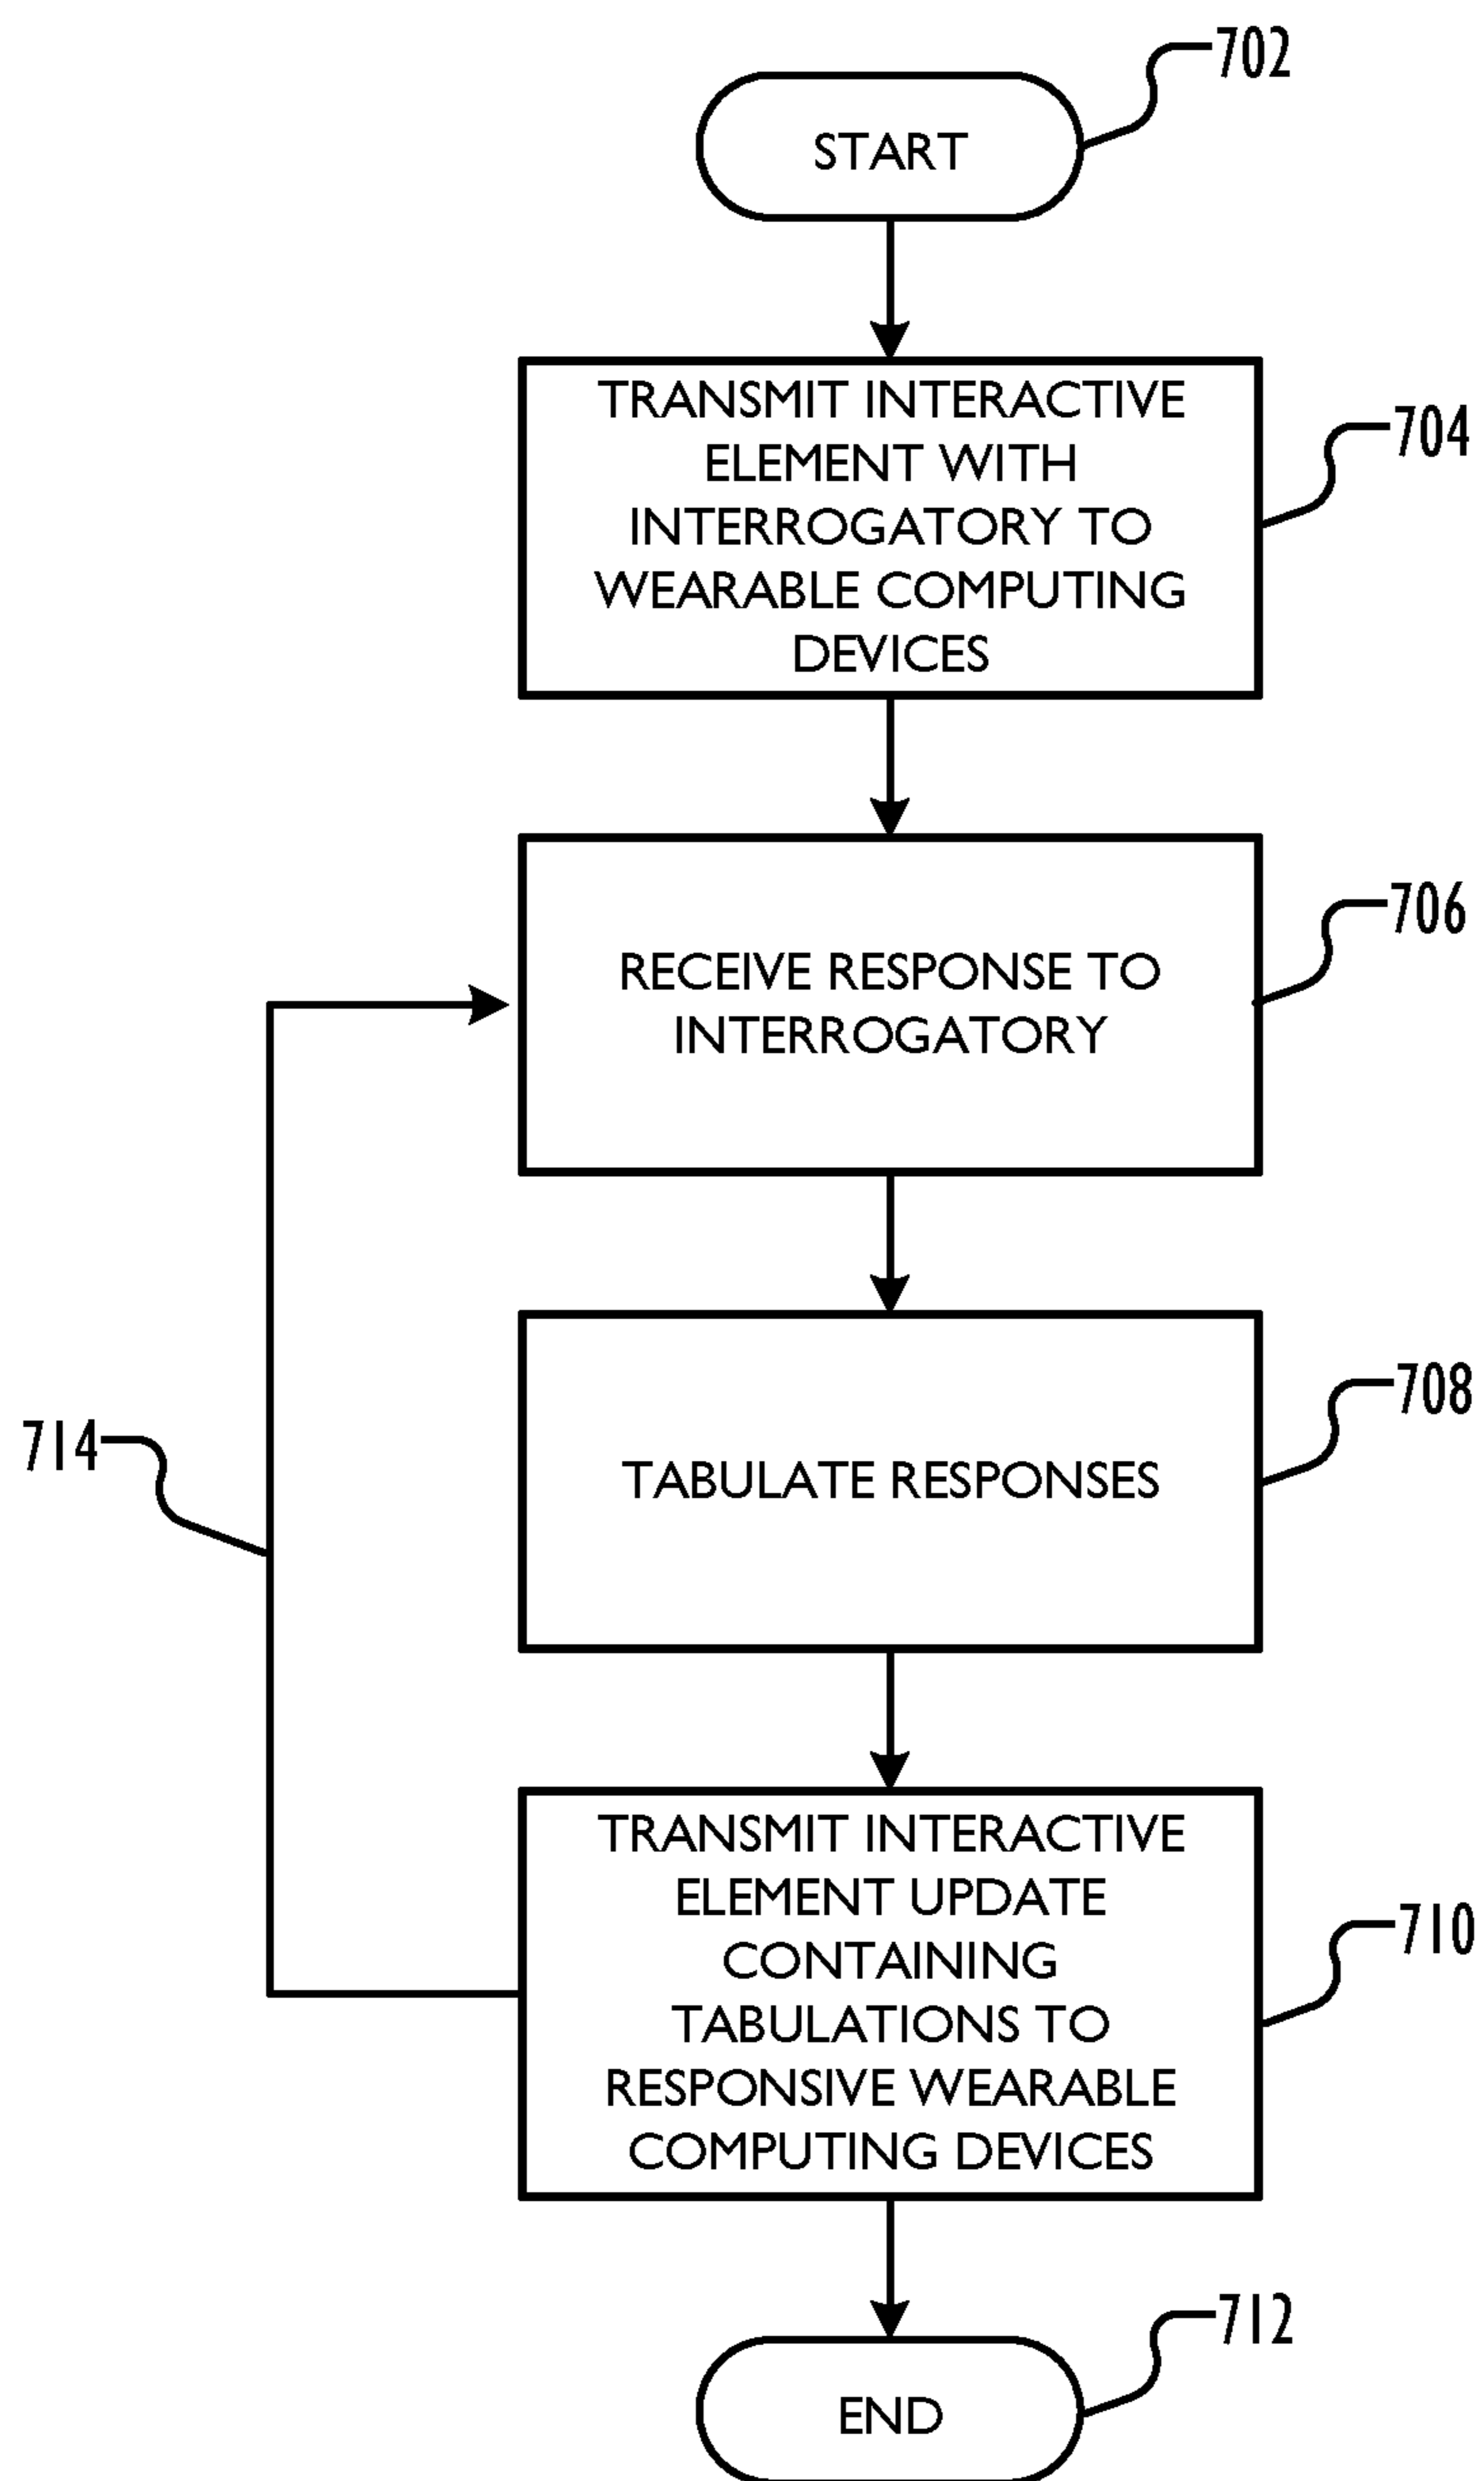 702
START
TRANSMIT INTERACTIVE
ELEMENT WITH
INTERROGATORY TO
WEARABLE COMPUTING
DEVICES
704
RECEIVE RESPONSE TO
INTERROGATORY
706
TABULATE RESPONSES
708
714
TRANSMIT INTERACTIVE
ELEMENT UPDATE
CONTAINING
TABULATIONS TO
RESPONSIVE WEARABLE
COMPUTING DEVICES
710
END
712